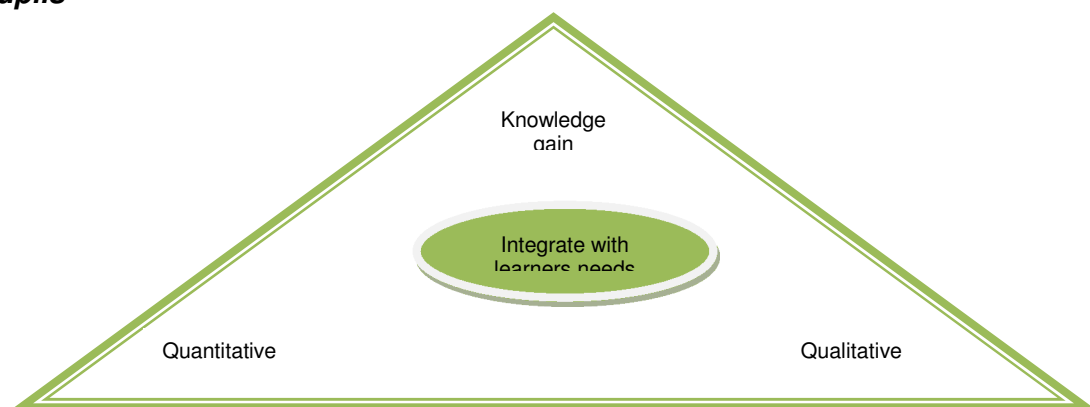 Knowledge
gain
Integrate with
learners needs
Quantitative
Qualitative